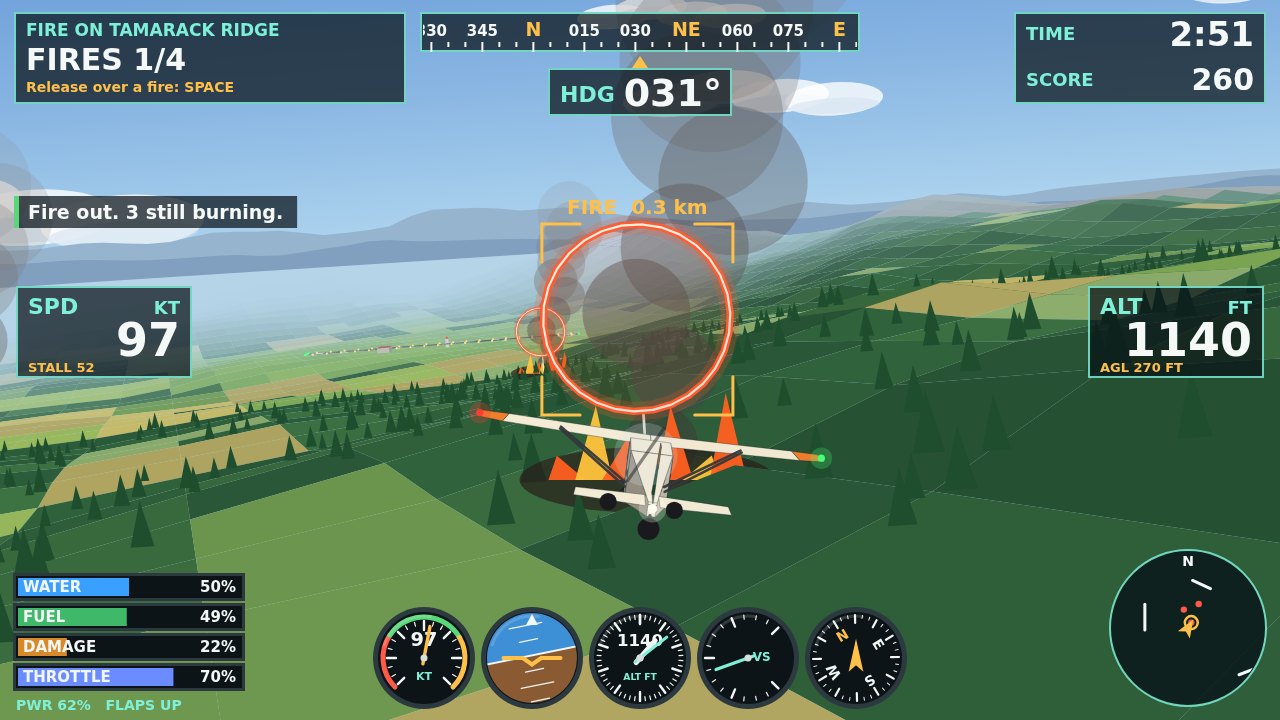 FIRE ON TAMARACK RIDGE
FIRES 1/4
Release over a fire: SPACE
345 N 015 030 NE 060 075 E
HDG 031°
TIME 2:51
SCORE 260
Fire out. 3 still burning.
FIRE 0.3 km
SPD KT
97
STALL 52
ALT FT
1140
AGL 270 FT
WATER 50%
FUEL 49%
DAMAGE 22%
THROTTLE 70%
PWR 62% FLAPS UP
97
KT
1140
ALT FT
VS
N
E
S
W
N